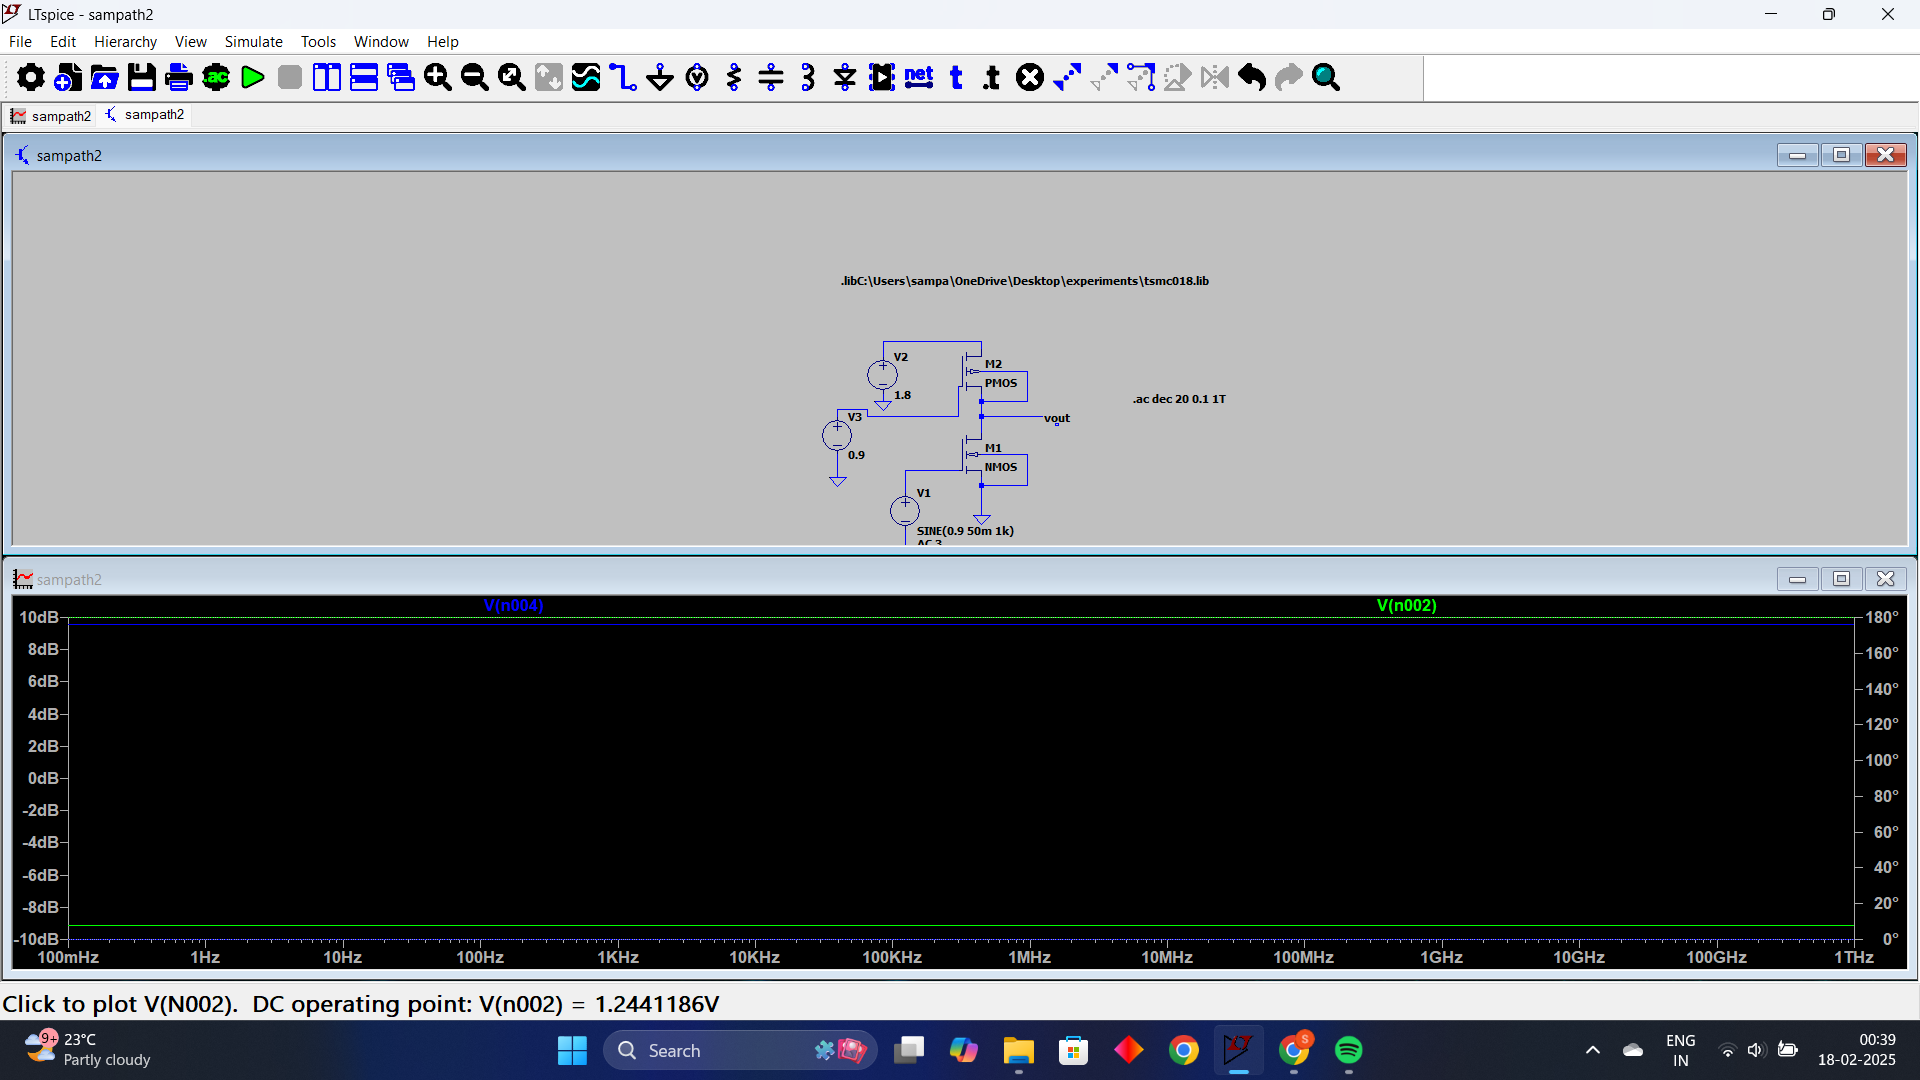 LTspice - sampath2
File Edit Hierarchy View Simulate Tools Window Help
.ac net t .t
sampath2 sampath2
sampath2
.libC:\Users\sampa\OneDrive\Desktop\experiments\tsmc018.lib
V2
1.8
M2
PMOS
.ac dec 20 0.1 1T
V3
0.9
vout
M1
NMOS
V1
SINE(0.9 50m 1k)
AC 3
sampath2
V(n004) V(n002)
10dB 180°
8dB 160°
6dB 140°
4dB 120°
2dB 100°
0dB 80°
-2dB 60°
-4dB 40°
-6dB 20°
-8dB 0°
-10dB
100mHz 1Hz 10Hz 100Hz 1KHz 10KHz 100KHz 1MHz 10MHz 100MHz 1GHz 10GHz 100GHz 1THz
Click to plot V(N002). DC operating point: V(n002) = 1.2441186V
9+ 23°C
Partly cloudy
Search
S
ENG
IN
00:39
18-02-2025